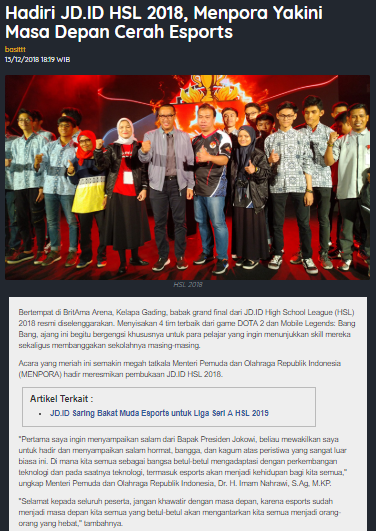 Hadiri JD.ID HSL 2018, Menpora Yakini
Masa Depan Cerah Esports
basittt
13/12/2018 18:19 WIB
HSL 2018
Bertempat di BritAma Arena, Kelapa Gading, babak grand final dari JD.ID High School League (HSL)
2018 resmi diselenggarakan. Menyisakan 4 tim terbaik dari game DOTA 2 dan Mobile Legends: Bang
Bang, ajang ini begitu bergengsi khususnya untuk para pelajar yang ingin menunjukkan skill mereka
sekaligus membanggakan sekolahnya masing-masing.
Acara yang meriah ini semakin megah tatkala Menteri Pemuda dan Olahraga Republik Indonesia
(MENPORA) hadir meresmikan pembukaan JD.ID HSL 2018.
Artikel Terkait :
• JD.ID Saring Bakat Muda Esports untuk Liga Seri A HSL 2019
"Pertama saya ingin menyampaikan salam dari Bapak Presiden Jokowi, beliau mewakilkan saya
untuk hadir dan menyampaikan salam hormat, bangga, dan kagum atas peristiwa yang sangat luar
biasa ini. Di mana kita semua sebagai bangsa betul-betul mengadaptasi dengan perkembangan
teknologi dan pada saatnya teknologi, termasuk esports akan menjadi kehidupan bagi kita semua,"
ungkap Menteri Pemuda dan Olahraga Republik Indonesia, Dr. H. Imam Nahrawi, S.Ag, M.KP.
"Selamat kepada seluruh peserta, jangan khawatir dengan masa depan, karena esports sudah
menjadi masa depan kita semua yang betul-betul akan mengantarkan kita semua menjadi orang-
orang yang hebat," tambahnya.